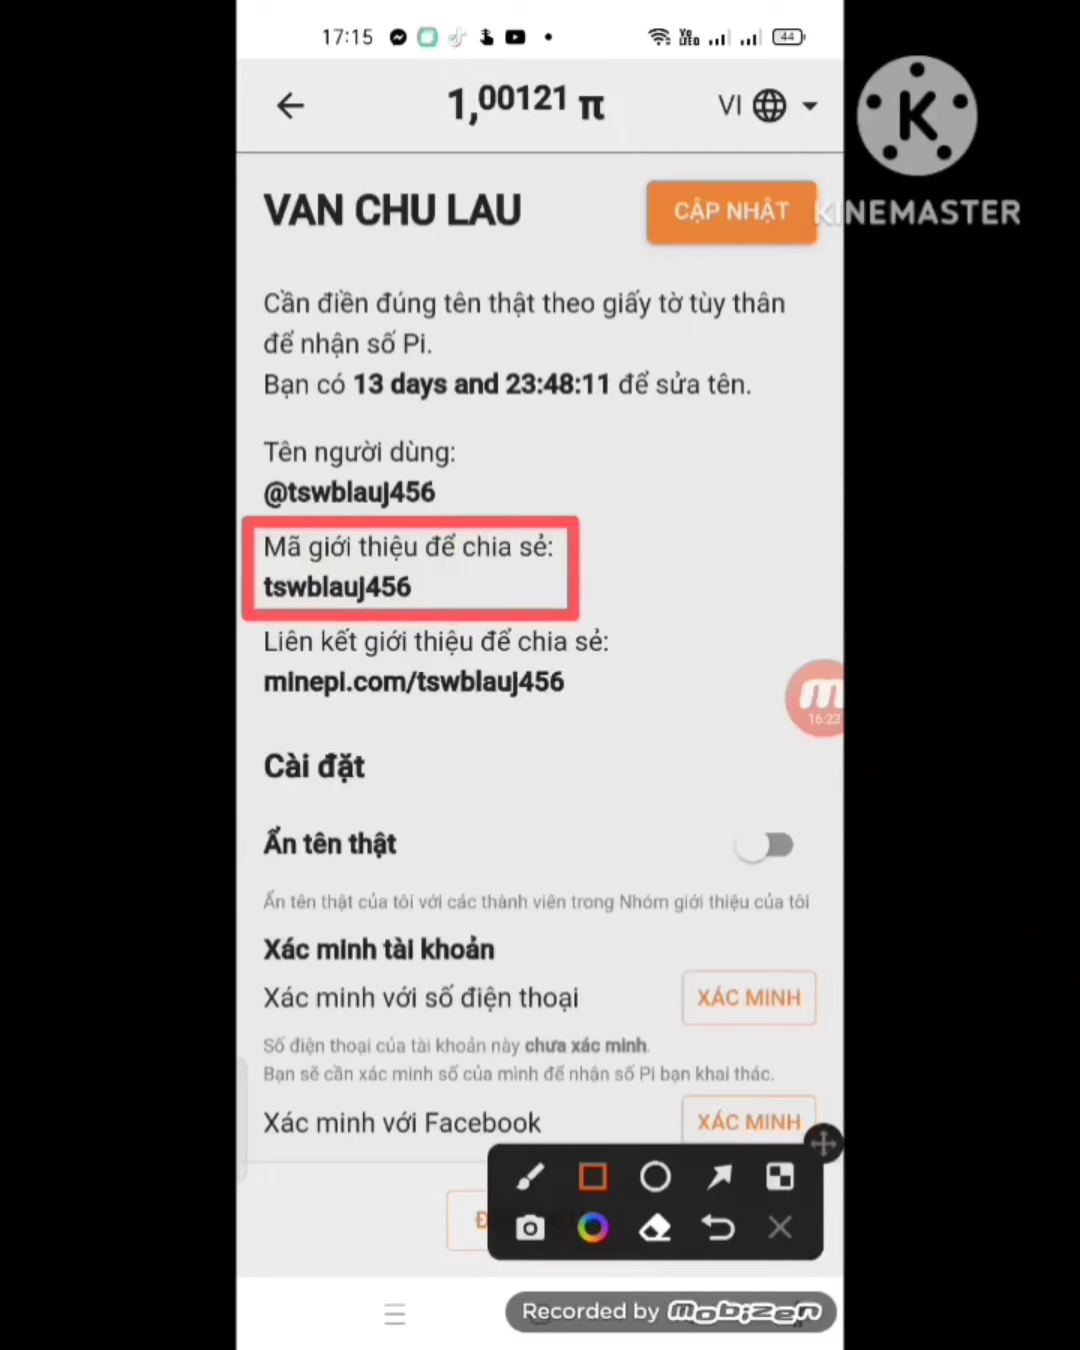 17:15
44
1,00121 π
VI
KINEMASTER
VAN CHU LAU
CẬP NHẬT
Cần điền đúng tên thật theo giấy tờ tùy thân
để nhận số Pi.
Bạn có 13 days and 23:48:11 để sửa tên.
Tên người dùng:
@tswblauj456
Mã giới thiệu để chia sẻ:
tswblauj456
Liên kết giới thiệu để chia sẻ:
minepi.com/tswblauj456
16:23
Cài đặt
Ẩn tên thật
Ẩn tên thật của tôi với các thành viên trong Nhóm giới thiệu của tôi
Xác minh tài khoản
Xác minh với số điện thoại
XÁC MINH
Số điện thoại của tài khoản này chưa xác minh.
Bạn sẽ cần xác minh số của mình để nhận số Pi bạn khai thác.
Xác minh với Facebook
XÁC MINH
Recorded by mobizen